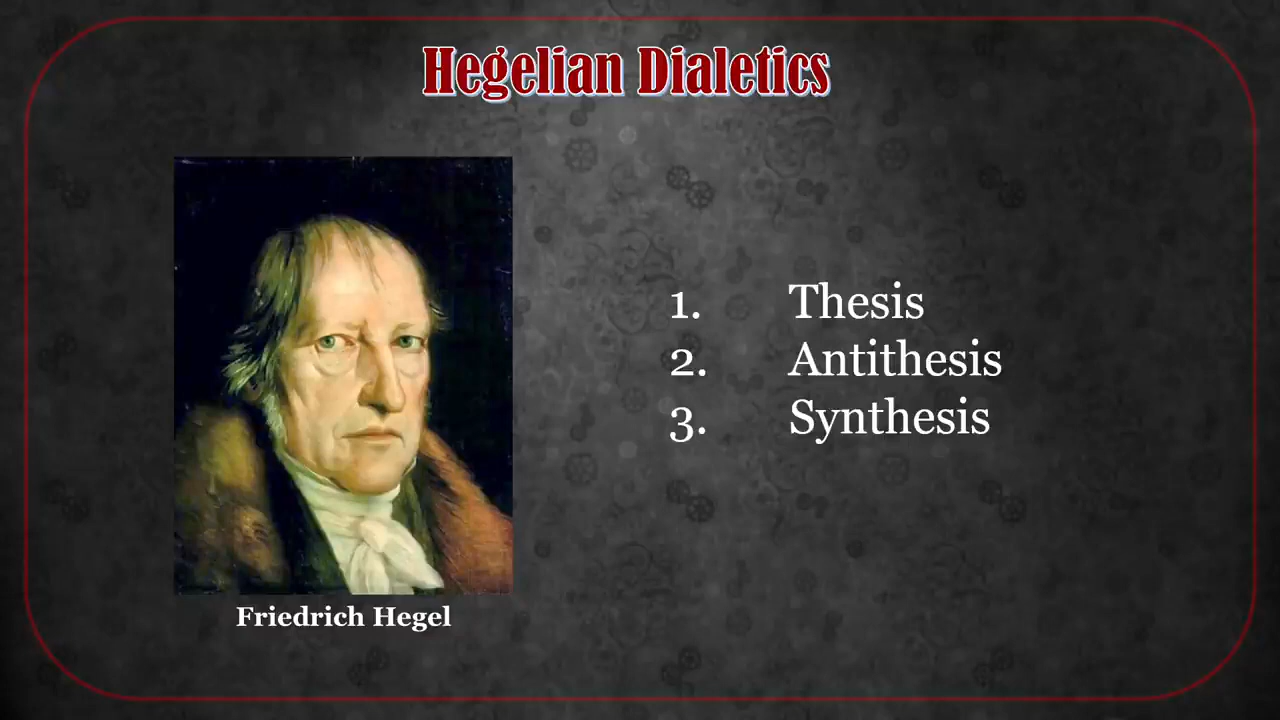 Hegelian Dialetics
1. Thesis
2. Antithesis
3. Synthesis
Friedrich Hegel